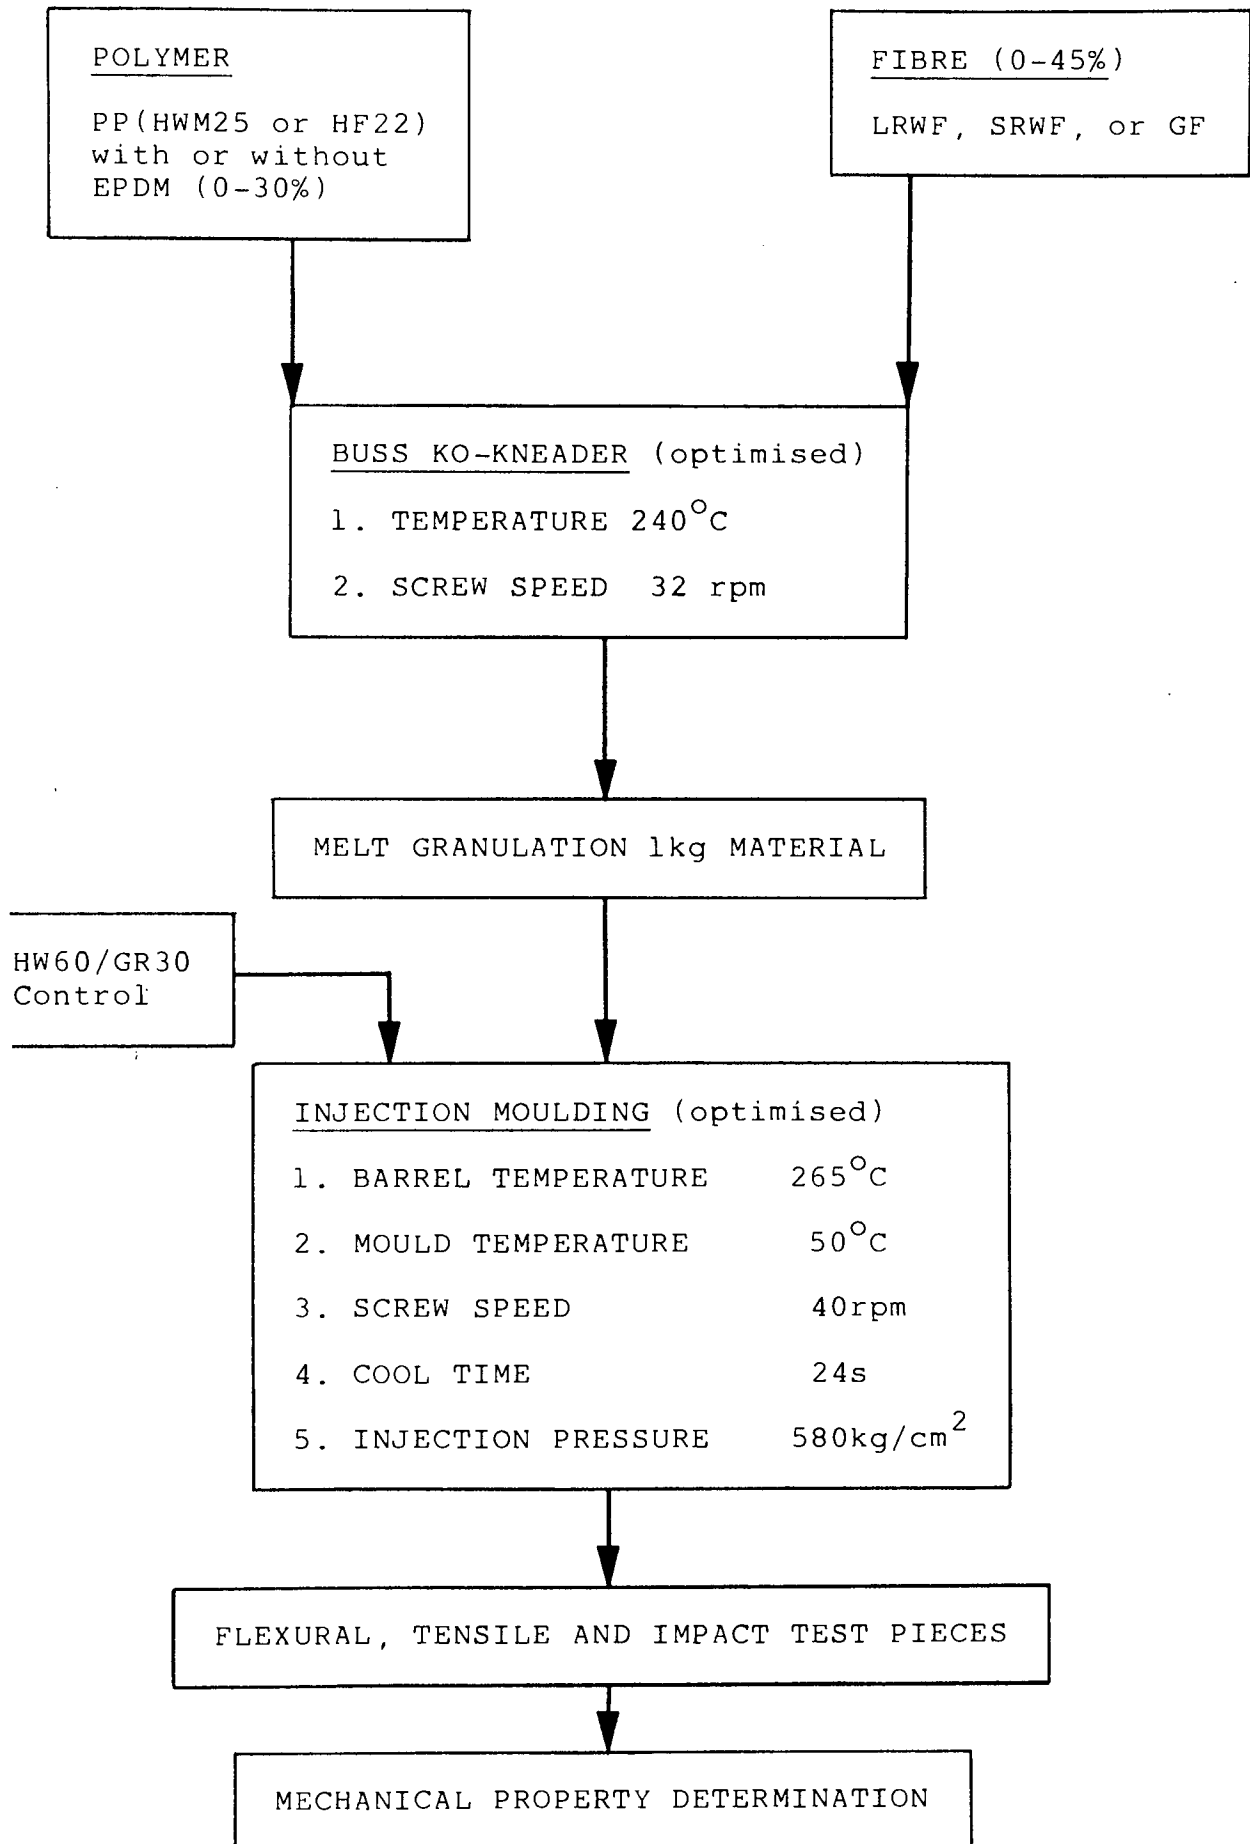 POLYMER
PP(HWM25 or HF22)
with or without
EPDM (0-30%)
FIBRE (0-45%)
LRWF, SRWF, or GF
BUSS KO-KNEADER (optimised)
1. TEMPERATURE 240°C
2. SCREW SPEED 32 rpm
MELT GRANULATION 1kg MATERIAL
HW60/GR30
Control
INJECTION MOULDING (optimised)
1. BARREL TEMPERATURE 265°C
2. MOULD TEMPERATURE 50°C
3. SCREW SPEED 40rpm
4. COOL TIME 24s
5. INJECTION PRESSURE 580kg/cm²
FLEXURAL, TENSILE AND IMPACT TEST PIECES
MECHANICAL PROPERTY DETERMINATION